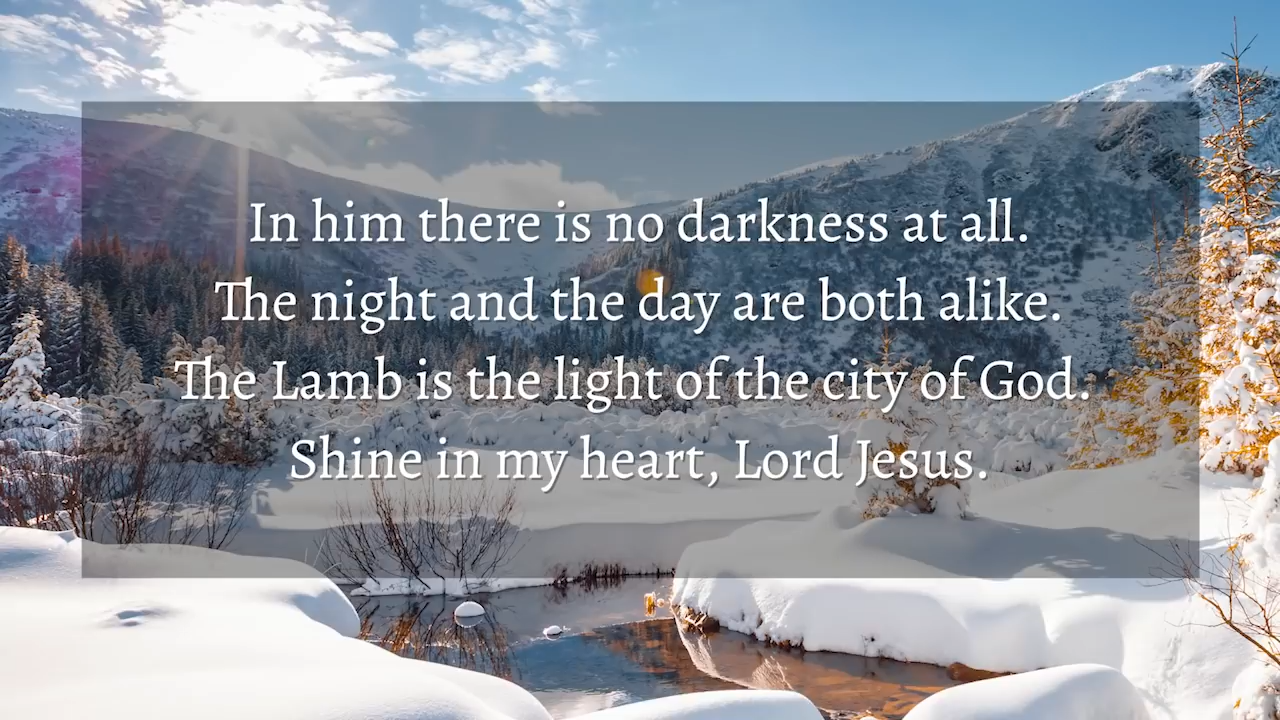 In him there is no darkness at all.
The night and the day are both alike.
The Lamb is the light of the city of God.
Shine in my heart, Lord Jesus.